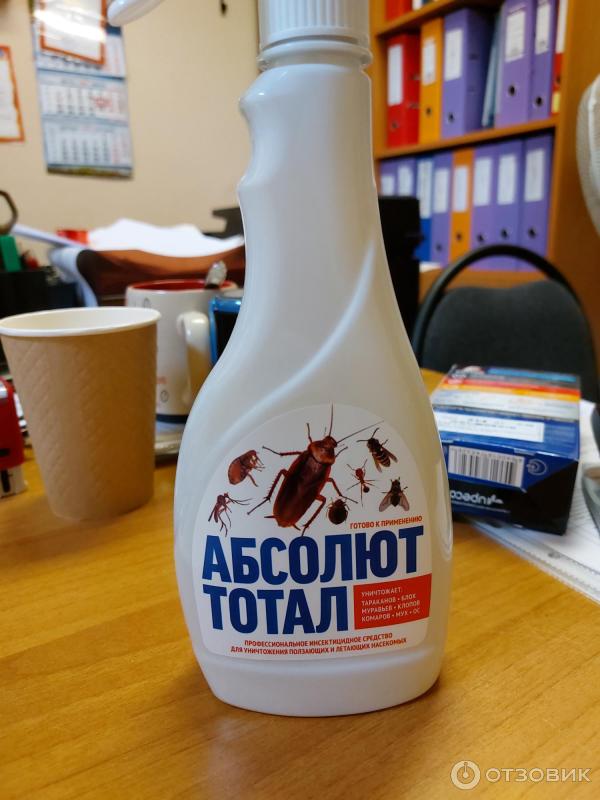 ГОТОВО К ПРИМЕНЕНИЮ
АБСОЛЮТ
ТОТАЛ
УНИЧТОЖАЕТ:
ТАРАКАНОВ • БЛОХ
МУРАВЬЕВ • КЛОПОВ
КОМАРОВ • МУХ • ОС
ПРОФЕССИОНАЛЬНОЕ ИНСЕКТИЦИДНОЕ СРЕДСТВО
ДЛЯ УНИЧТОЖЕНИЯ ПОЛЗАЮЩИХ И ЛЕТАЮЩИХ НАСЕКОМЫХ
ОТЗОВИК